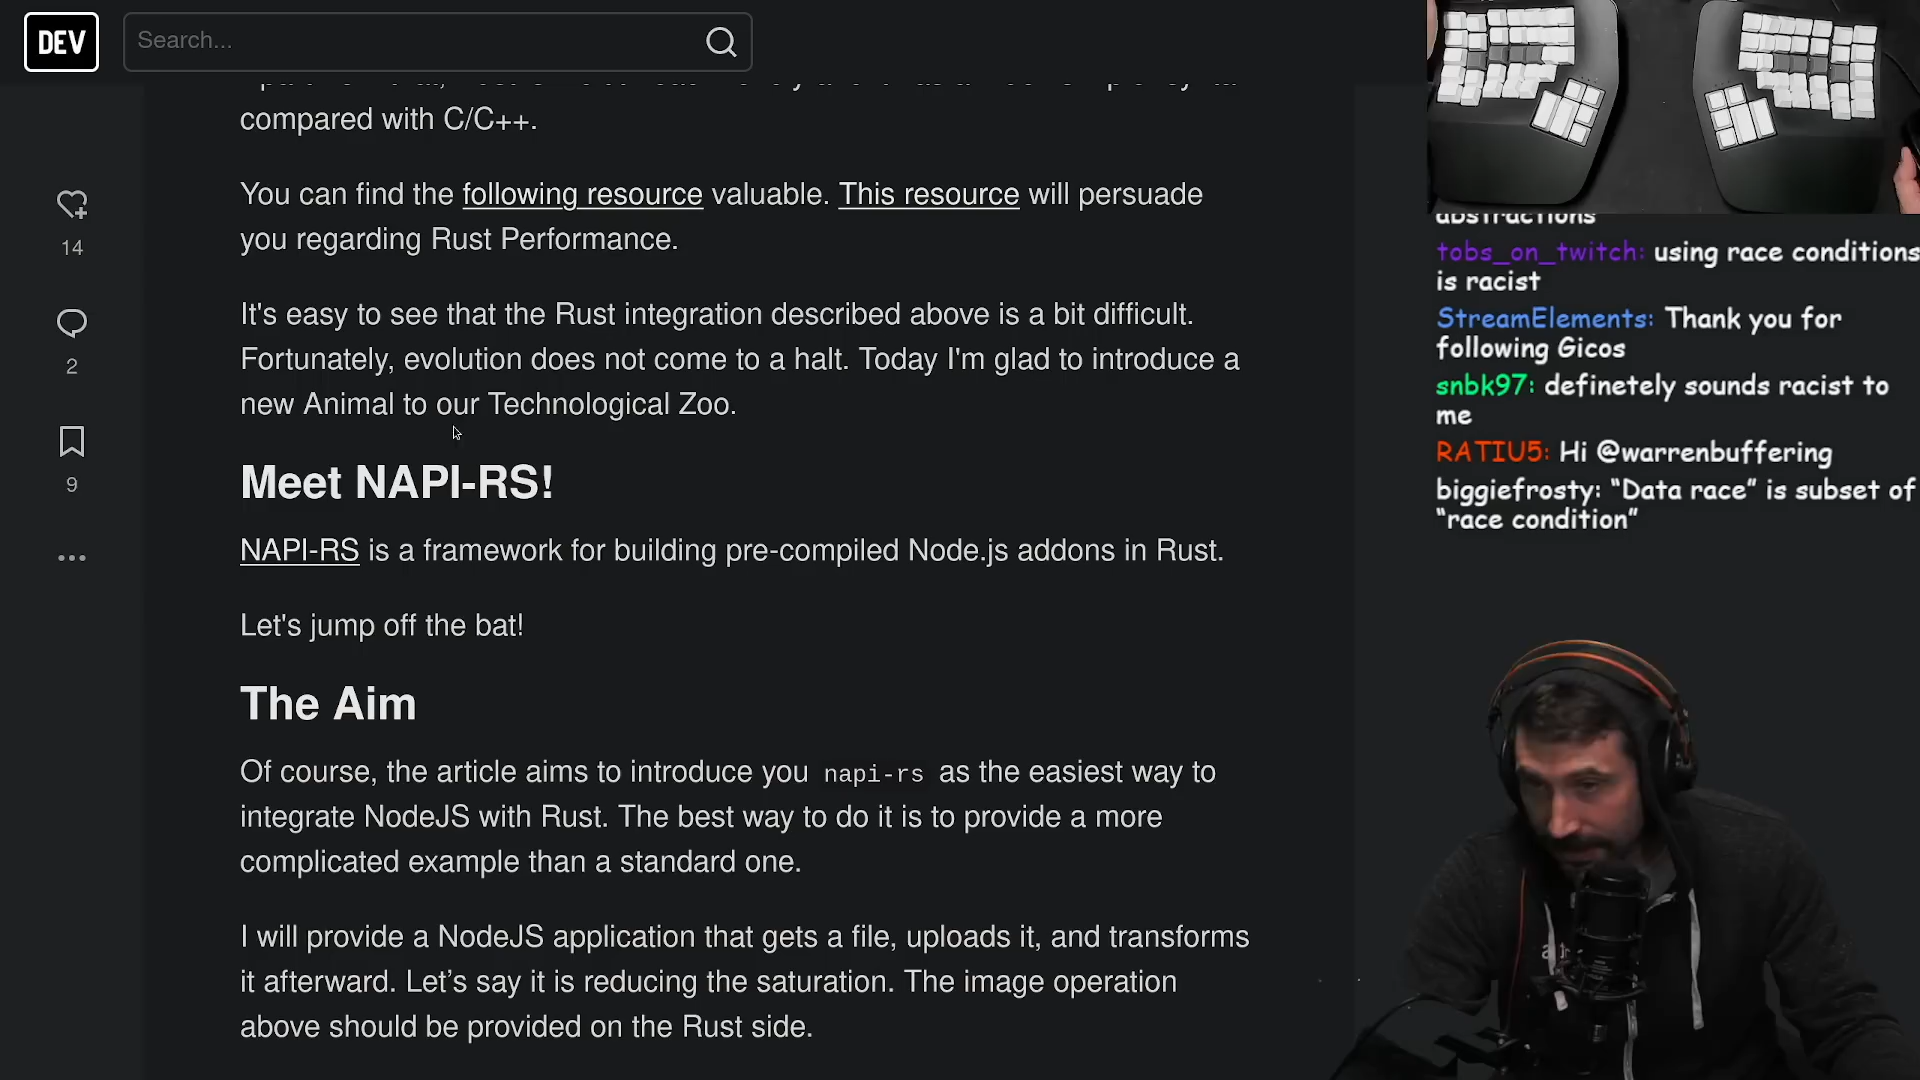 DEV
Search...
compared with C/C++.
You can find the following resource valuable. This resource will persuade
you regarding Rust Performance.
It's easy to see that the Rust integration described above is a bit difficult.
Fortunately, evolution does not come to a halt. Today I'm glad to introduce a
new Animal to our Technological Zoo.
Meet NAPI-RS!
NAPI-RS is a framework for building pre-compiled Node.js addons in Rust.
Let's jump off the bat!
The Aim
Of course, the article aims to introduce you napi-rs as the easiest way to
integrate NodeJS with Rust. The best way to do it is to provide a more
complicated example than a standard one.
I will provide a NodeJS application that gets a file, uploads it, and transforms
it afterward. Let’s say it is reducing the saturation. The image operation
above should be provided on the Rust side.
14
2
9
abstractions
tobs_on_twitch: using race conditions
is racist
StreamElements: Thank you for
following Gicos
snbk97: definetely sounds racist to
me
RATIU5: Hi @warrenbuffering
biggiefrosty: “Data race” is subset of
“race condition”